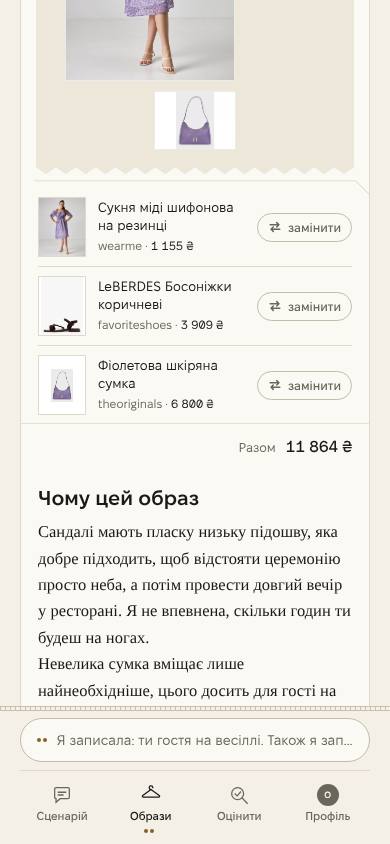 Сукня міді шифонова
на резинці
wearme · 1 155 ₴
замінити
LeBERDES Босоніжки
коричневі
favoriteshoes · 3 909 ₴
замінити
Фіолетова шкіряна
сумка
theoriginals · 6 800 ₴
замінити
Разом 11 864 ₴
Чому цей образ
Сандалі мають пласку низьку підошву, яка
добре підходить, щоб відстояти церемонію
просто неба, а потім провести довгий вечір
у ресторані. Я не впевнена, скільки годин ти
будеш на ногах.
Невелика сумка вміщає лише
найнеобхідніше, цього досить для гості на
Я записала: ти гостя на весіллі. Також я зап...
Сценарій
Образи
Оцінити
О
Профіль